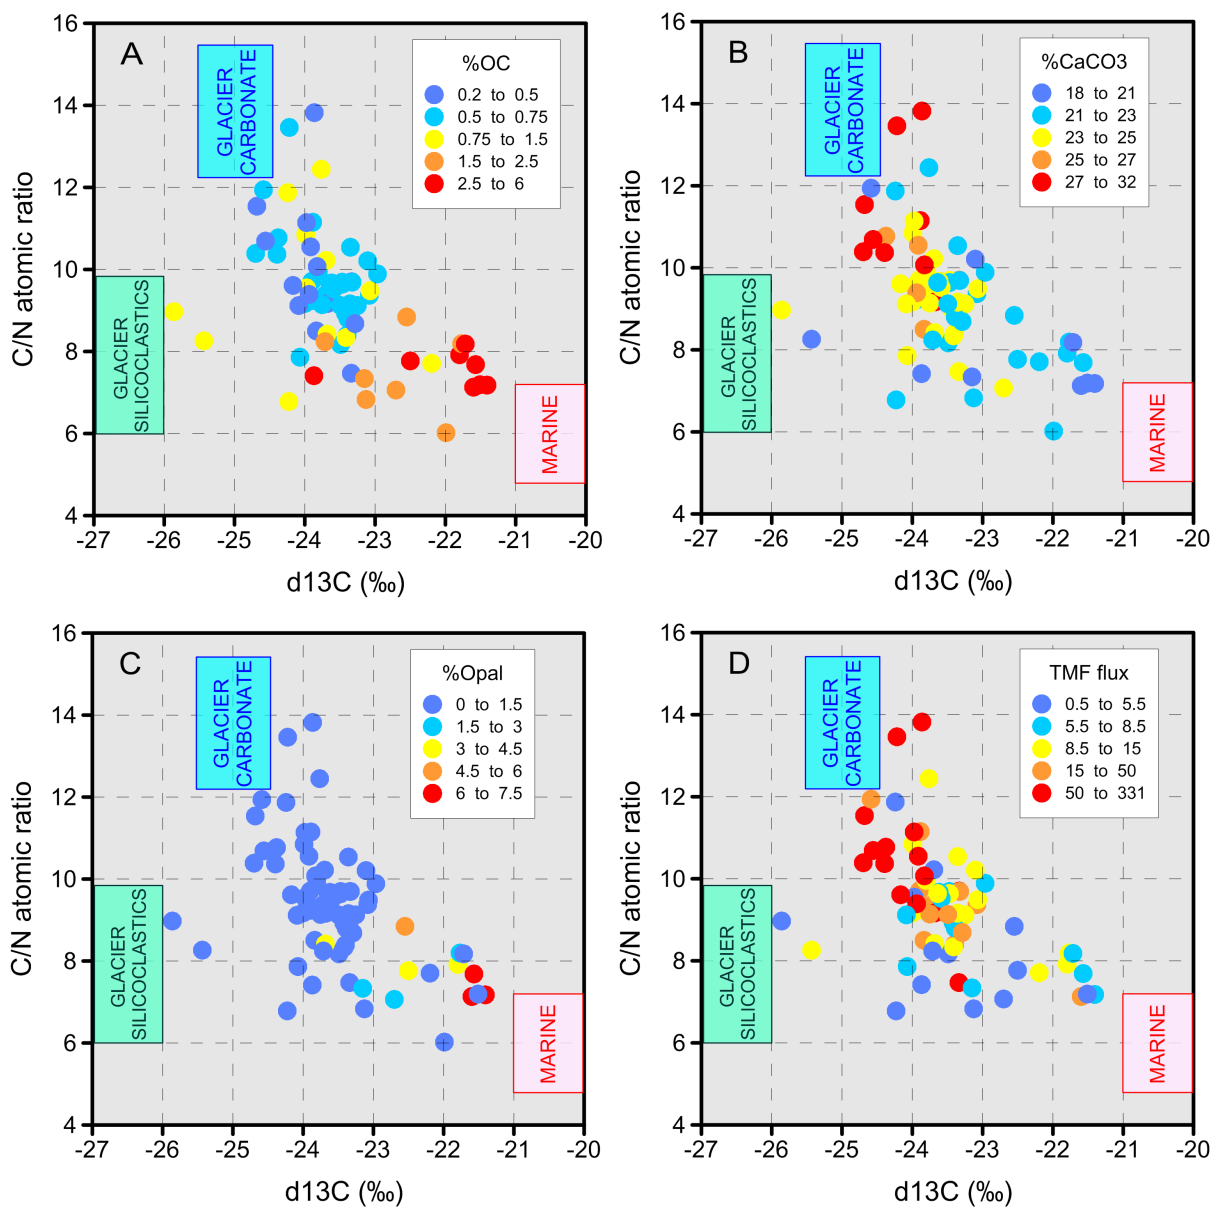 A
GLACIER
CARBONATE
%OC
0.2 to 0.5
0.5 to 0.75
0.75 to 1.5
1.5 to 2.5
2.5 to 6
GLACIER
SILICOCLASTICS
MARINE
C/N atomic ratio
16
14
12
10
8
6
4
-27
-26
-25
-24
-23
-22
-21
-20
d13C (‰)
B
GLACIER
CARBONATE
%CaCO3
18 to 21
21 to 23
23 to 25
25 to 27
27 to 32
GLACIER
SILICOCLASTICS
MARINE
C/N atomic ratio
16
14
12
10
8
6
4
-27
-26
-25
-24
-23
-22
-21
-20
d13C (‰)
C
GLACIER
CARBONATE
%Opal
0 to 1.5
1.5 to 3
3 to 4.5
4.5 to 6
6 to 7.5
GLACIER
SILICOCLASTICS
MARINE
C/N atomic ratio
16
14
12
10
8
6
4
-27
-26
-25
-24
-23
-22
-21
-20
d13C (‰)
D
GLACIER
CARBONATE
TMF flux
0.5 to 5.5
5.5 to 8.5
8.5 to 15
15 to 50
50 to 331
GLACIER
SILICOCLASTICS
MARINE
C/N atomic ratio
16
14
12
10
8
6
4
-27
-26
-25
-24
-23
-22
-21
-20
d13C (‰)